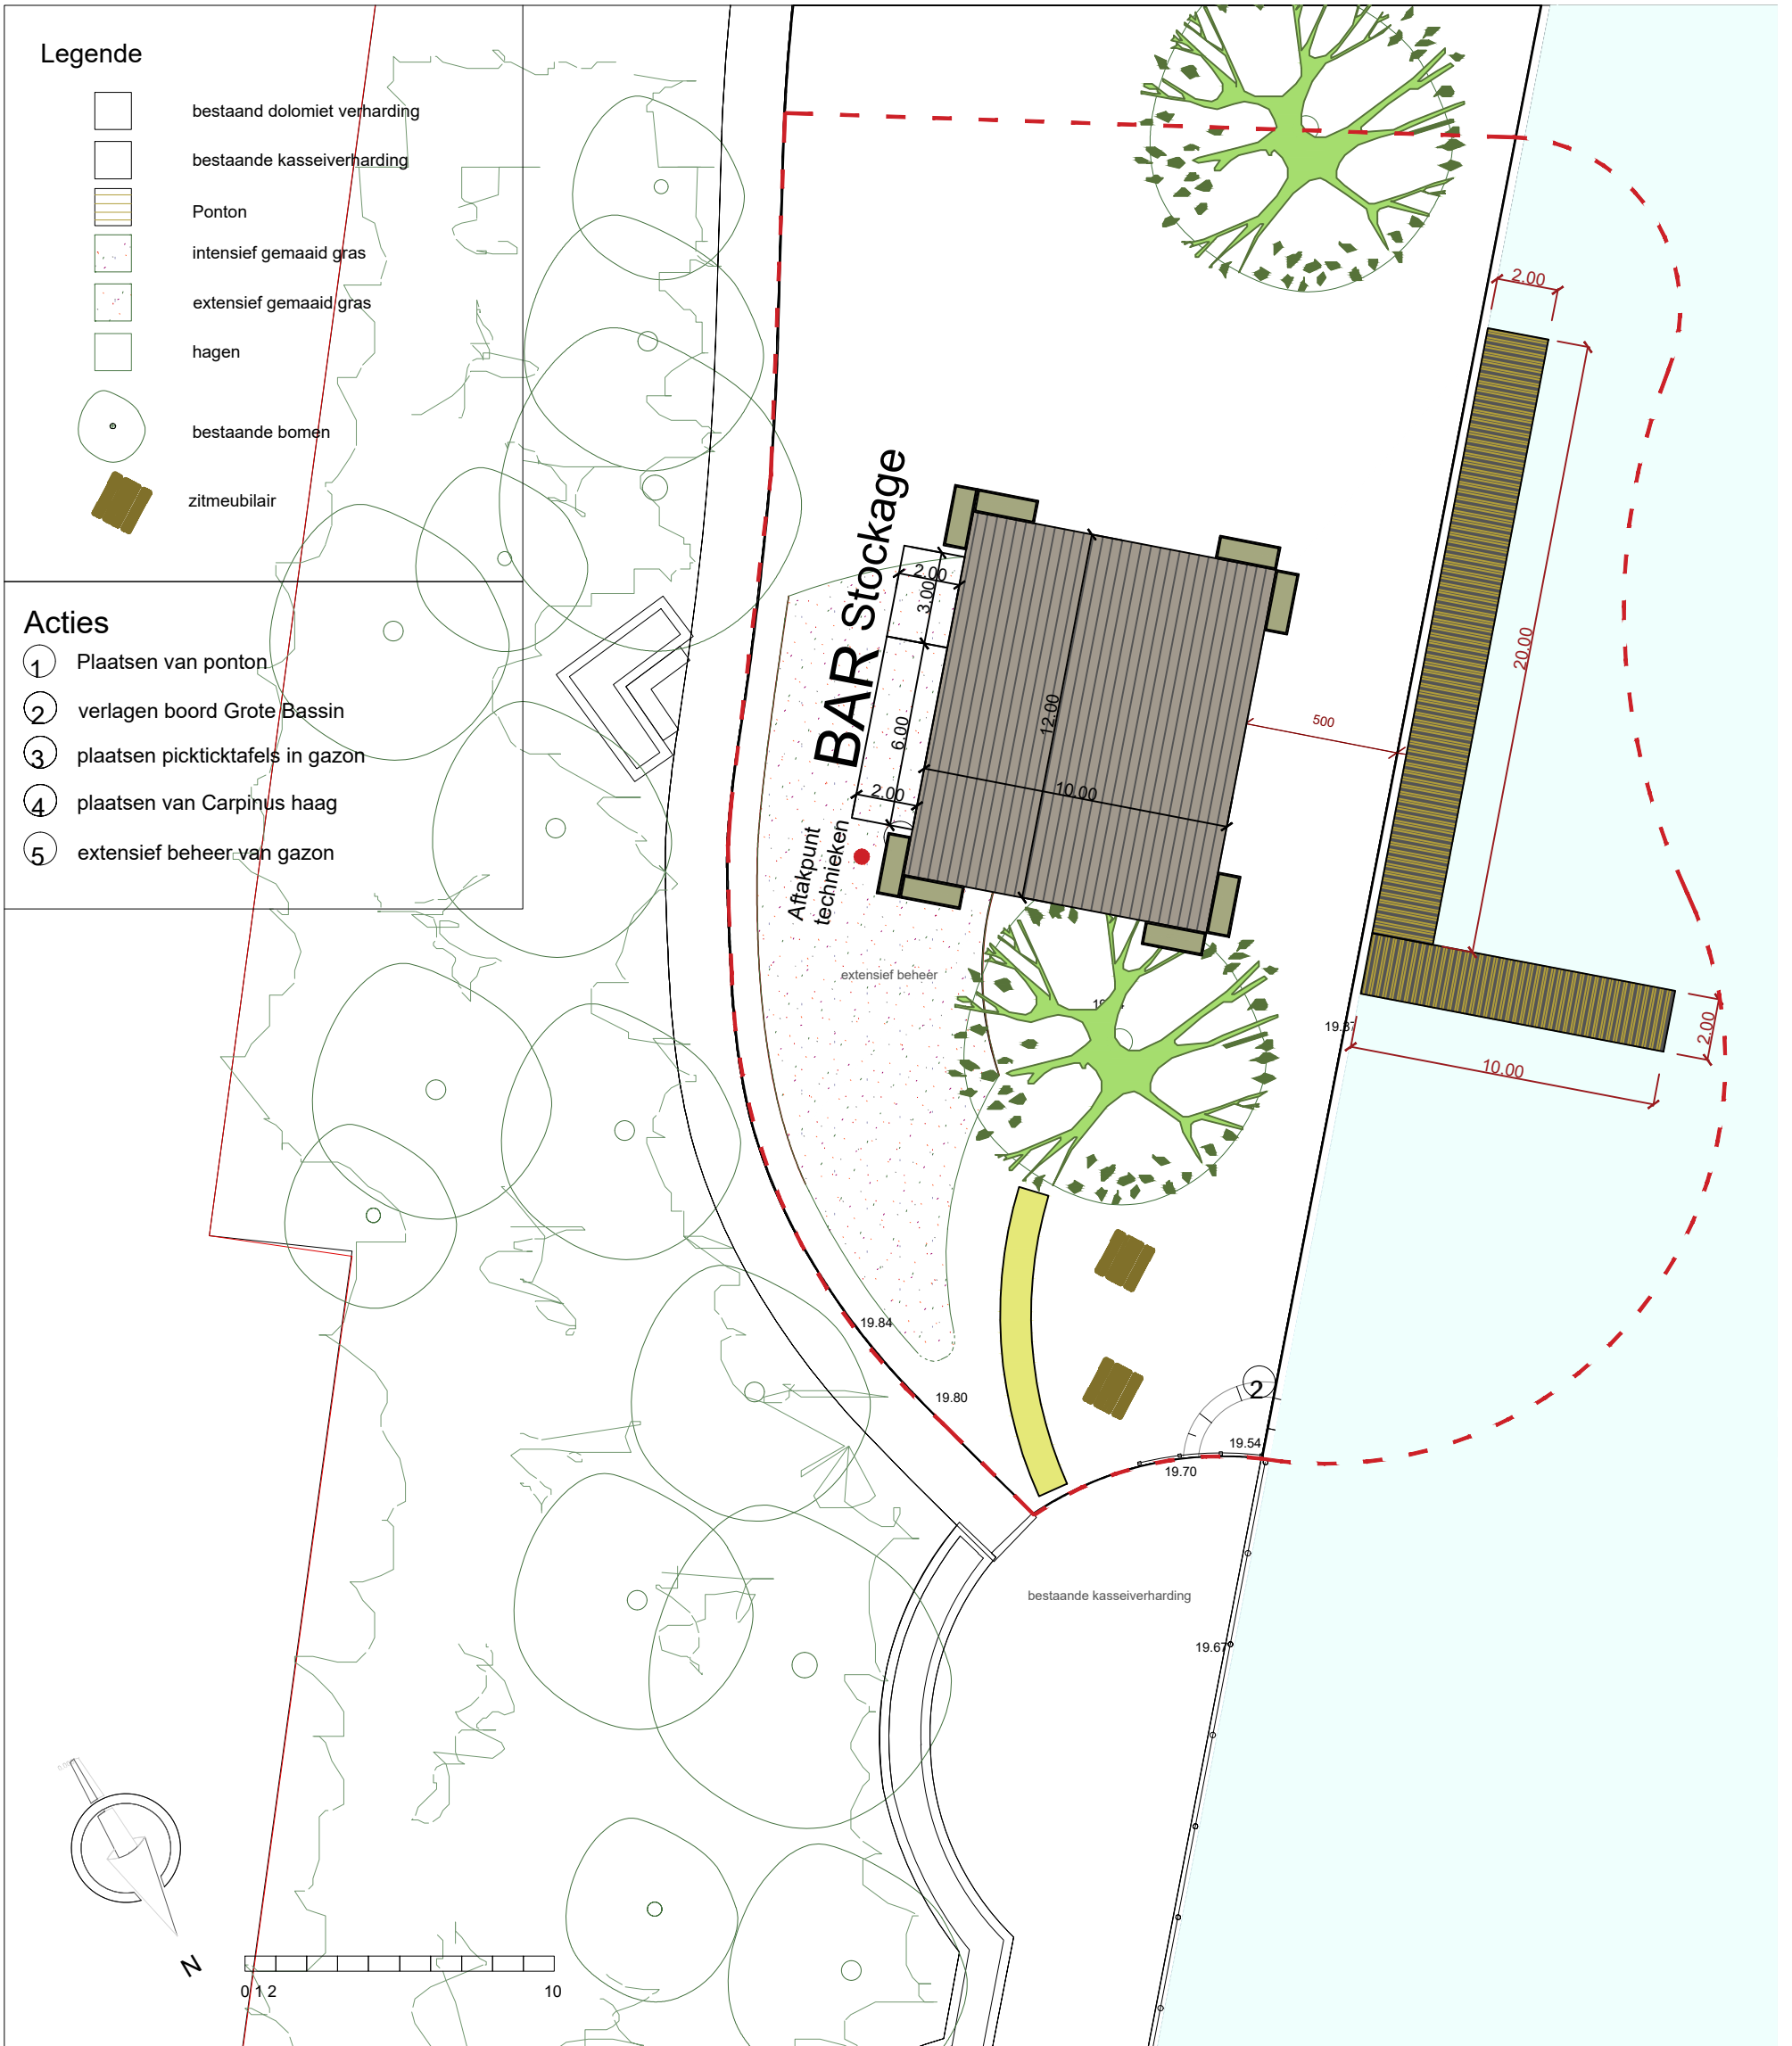 Legende
bestaand dolomiet verharding
bestaande kasseiverharding
Ponton
intensief gemaaid gras
extensief gemaaid gras
hagen
bestaande bomen
zitmeubilair
Acties
1 Plaatsen van ponton
2 verlagen boord Grote Bassin
3 plaatsen pickticktafels in gazon
4 plaatsen van Carpinus haag
5 extensief beheer van gazon
2.00
20.00
BAR Stockage
2.00
3.00
6.00
2.00
12.00
10.00
500
Aftakpunt
technieken
extensief beheer
19.87
2.00
10.00
19.84
19.80
2
19.54
19.70
bestaande kasseiverharding
19.67
N
0 1 2 10